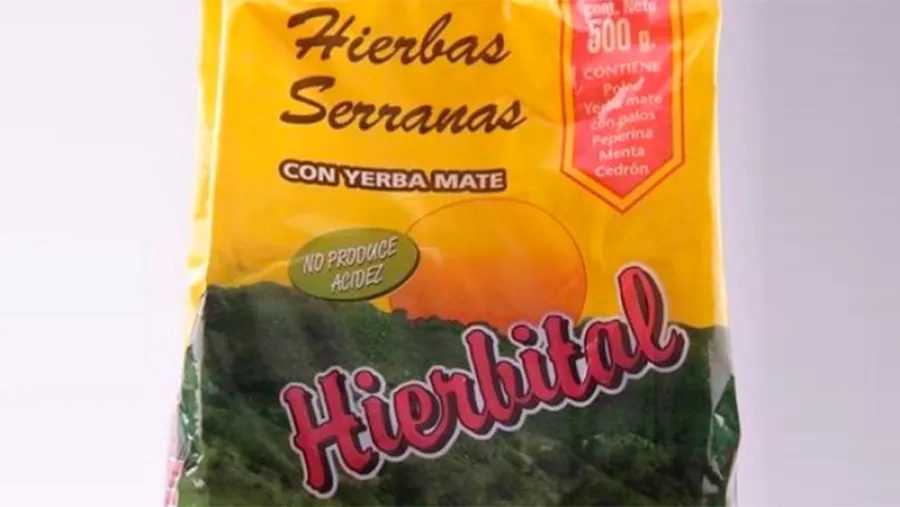 Hierbas
Serranas
CON YERBA MATE
NO PRODUCE
ACIDEZ
Hierbital
Cont. Neto
500 g.
CONTIENE
Yerba mate
con palos
Peperina
Menta
Cedrón